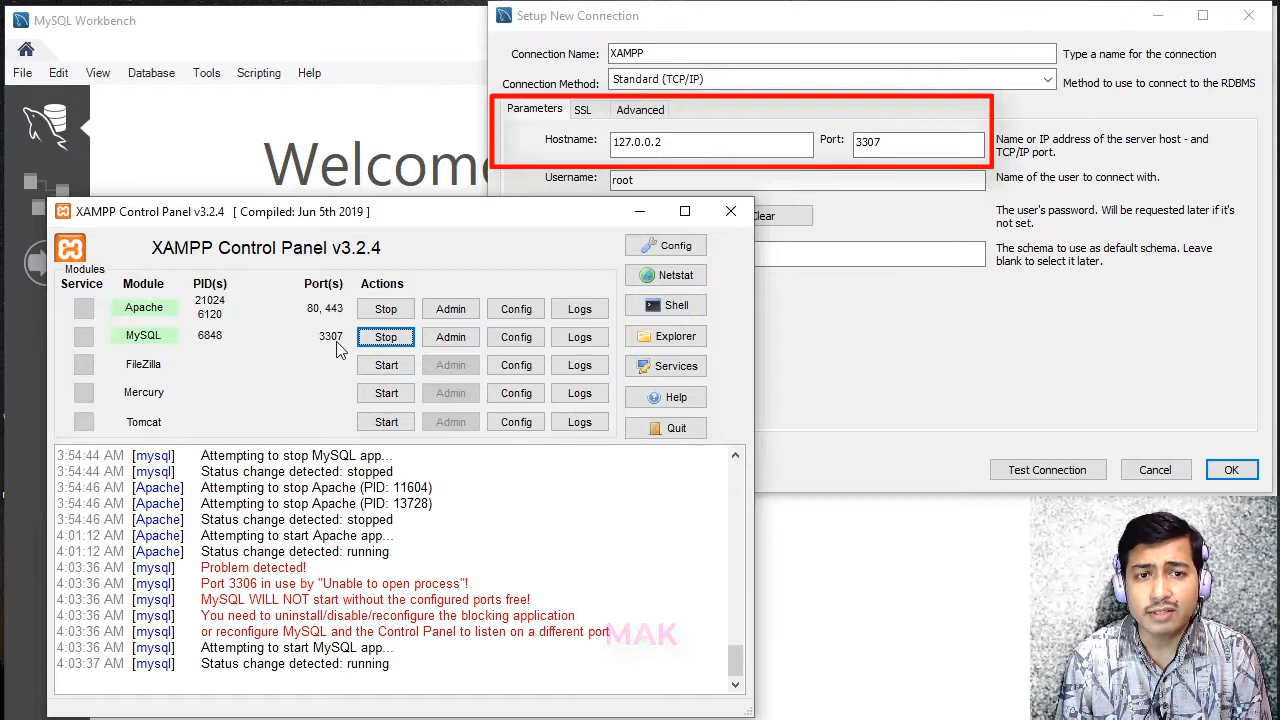 MySQL Workbench
File Edit View Database Tools Scripting Help
Welcome
Setup New Connection
Connection Name: XAMPP Type a name for the connection
Connection Method: Standard (TCP/IP) Method to use to connect to the RDBMS
Parameters SSL Advanced
Hostname: 127.0.0.2 Port: 3307 Name or IP address of the server host - and
TCP/IP port.
Username: root Name of the user to connect with.
Clear The user's password. Will be requested later if it's
not set.
The schema to use as default schema. Leave
blank to select it later.
Test Connection Cancel OK
XAMPP Control Panel v3.2.4 [ Compiled: Jun 5th 2019 ]
XAMPP Control Panel v3.2.4
Config
Netstat
Shell
Explorer
Services
Help
Quit
Modules
Service Module PID(s) Port(s) Actions
Apache 21024
6120 80, 443 Stop Admin Config Logs
MySQL 6848 3307 Stop Admin Config Logs
FileZilla Start Admin Config Logs
Mercury Start Admin Config Logs
Tomcat Start Admin Config Logs
3:54:44 AM [mysql] Attempting to stop MySQL app...
3:54:44 AM [mysql] Status change detected: stopped
3:54:46 AM [Apache] Attempting to stop Apache (PID: 11604)
3:54:46 AM [Apache] Attempting to stop Apache (PID: 13728)
3:54:46 AM [Apache] Status change detected: stopped
4:01:12 AM [Apache] Attempting to start Apache app...
4:01:12 AM [Apache] Status change detected: running
4:03:36 AM [mysql] Problem detected!
4:03:36 AM [mysql] Port 3306 in use by "Unable to open process"!
4:03:36 AM [mysql] MySQL WILL NOT start without the configured ports free!
4:03:36 AM [mysql] You need to uninstall/disable/reconfigure the blocking application
4:03:36 AM [mysql] or reconfigure MySQL and the Control Panel to listen on a different port
4:03:36 AM [mysql] Attempting to start MySQL app...
4:03:37 AM [mysql] Status change detected: running
MAK